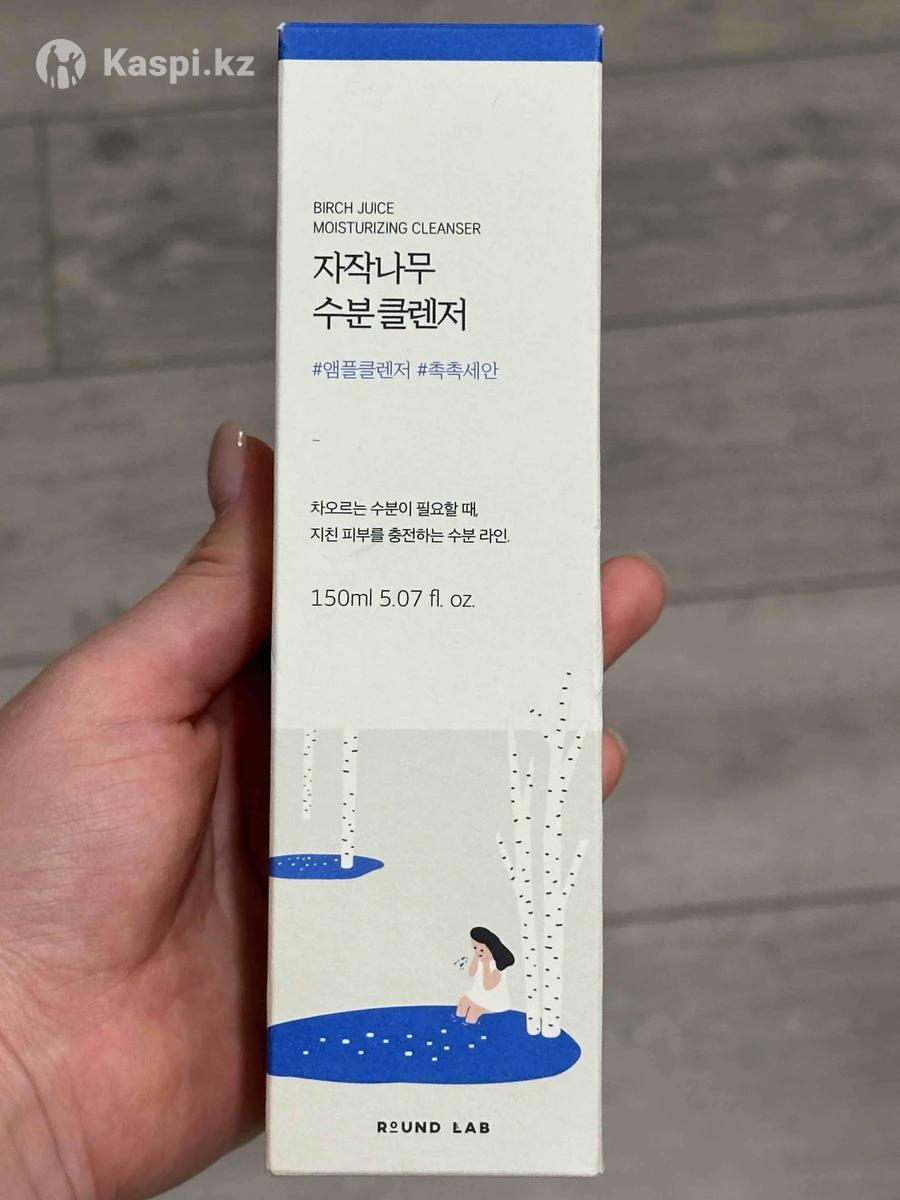 Kaspi.kz
BIRCH JUICE
MOISTURIZING CLEANSER
자작나무
수분 클렌저
#앰플클렌저 #촉촉세안
차오르는 수분이 필요할 때,
지친 피부를 충전하는 수분 라인.
150ml 5.07 fl. oz.
ROUND LAB